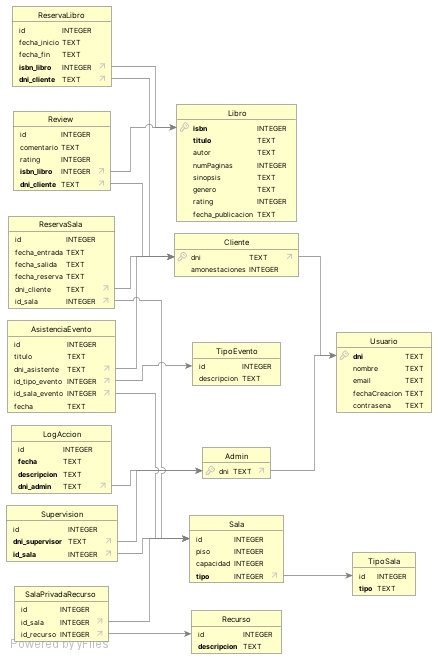 ReservaLibro
id INTEGER
fecha_inicio TEXT
fecha_fin TEXT
isbn_libro INTEGER
dni_cliente TEXT
Review
id INTEGER
comentario TEXT
rating INTEGER
isbn_libro INTEGER
dni_cliente TEXT
Libro
isbn INTEGER
titulo TEXT
autor TEXT
numPaginas INTEGER
sinopsis TEXT
genero TEXT
rating INTEGER
fecha_publicacion TEXT
ReservaSala
id INTEGER
fecha_entrada TEXT
fecha_salida TEXT
fecha_reserva TEXT
dni_cliente TEXT
id_sala INTEGER
Cliente
dni TEXT
amonestaciones INTEGER
AsistenciaEvento
id INTEGER
titulo TEXT
dni_asistente TEXT
id_tipo_evento INTEGER
id_sala_evento INTEGER
fecha TEXT
TipoEvento
id INTEGER
descripcion TEXT
Usuario
dni TEXT
nombre TEXT
email TEXT
fechaCreacion TEXT
contrasena TEXT
LogAccion
id INTEGER
fecha TEXT
descripcion TEXT
dni_admin TEXT
Admin
dni TEXT
Supervision
id INTEGER
dni_supervisor TEXT
id_sala INTEGER
Sala
id INTEGER
piso INTEGER
capacidad INTEGER
tipo INTEGER
TipoSala
id INTEGER
tipo TEXT
SalaPrivadaRecurso
id INTEGER
id_sala INTEGER
id_recurso INTEGER
Recurso
id INTEGER
descripcion TEXT
Powered by yFiles